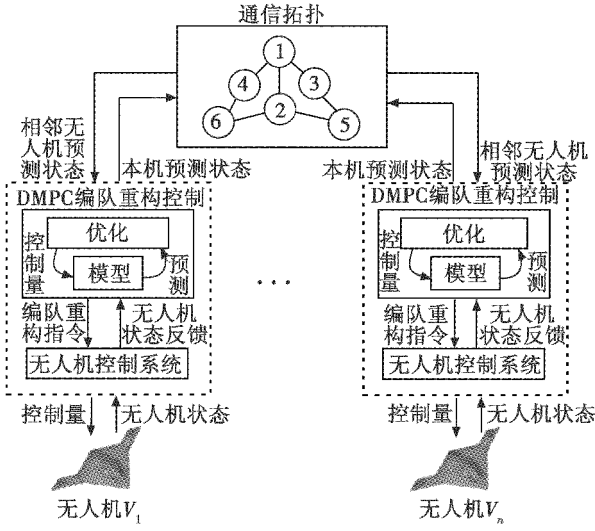 通信拓扑
1
4
3
2
6
5
相邻无
人机预
测状态
本机预测状态
本机预测状态
相邻无人机
预测状态
DMPC编队重构控制
优化
控制量
模型
预测
编队重
构指令
无人机
状态反馈
无人机控制系统
控制量
无人机状态
无人机V1
...
DMPC编队重构控制
优化
控制量
模型
预测
编队重
构指令
无人机
状态反馈
无人机控制系统
控制量
无人机状态
无人机Vn